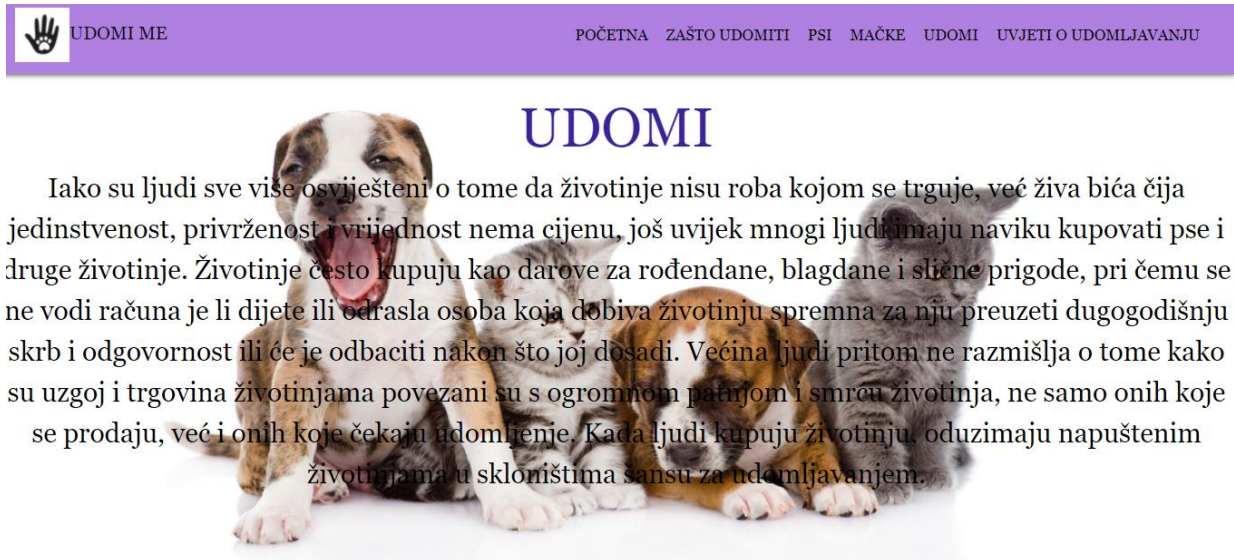 UDOMI ME
POČETNA ZAŠTO UDOMITI PSI MAČKE UDOMI UVJETI O UDOMLJAVANJU
UDOMI
Iako su ljudi sve više osviješteni o tome da životinje nisu roba kojom se trguje, već živa bića čija
jedinstvenost, privrženost i vrijednost nema cijenu, još uvijek mnogi ljudi imaju naviku kupovati pse i
druge životinje. Životinje često kupuju kao darove za rođendane, blagdane i slične prigode, pri čemu se
ne vodi računa je li dijete ili odrasla osoba koja dobiva životinju spremna za nju preuzeti dugogodišnju
skrb i odgovornost ili će je odbaciti nakon što joj dosadi. Većina ljudi pritom ne razmišlja o tome kako
su uzgoj i trgovina životinjama povezani su s ogromnom patnjom i smrću životinja, ne samo onih koje
se prodaju, već i onih koje čekaju udomljenje. Kada ljudi kupuju životinju, oduzimaju napuštenim
životinjama u skloništima šansu za udomljavanjem.